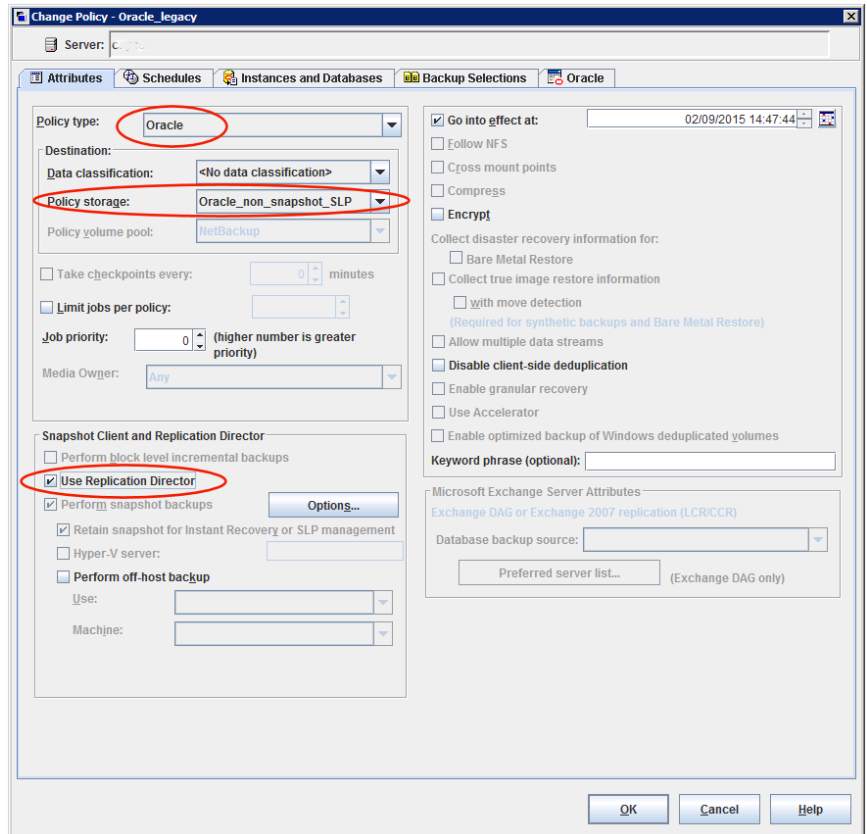 Change Policy - Oracle_legacy
Server:
Attributes Schedules Instances and Databases Backup Selections Oracle
Policy type: Oracle
Destination:
Data classification: <No data classification>
Policy storage: Oracle_non_snapshot_SLP
Policy volume pool: NetBackup
Take checkpoints every: 0 minutes
Limit jobs per policy:
Job priority: 0 (higher number is greater
priority)
Media Owner: Any
Snapshot Client and Replication Director
Perform block level incremental backups
Use Replication Director
Perform snapshot backups Options...
Retain snapshot for Instant Recovery or SLP management
Hyper-V server:
Perform off-host backup
Use:
Machine:
Go into effect at: 02/09/2015 14:47:44
Follow NFS
Cross mount points
Compress
Encrypt
Collect disaster recovery information for:
Bare Metal Restore
Collect true image restore information
with move detection
(Required for synthetic backups and Bare Metal Restore)
Allow multiple data streams
Disable client-side deduplication
Enable granular recovery
Use Accelerator
Enable optimized backup of Windows deduplicated volumes
Keyword phrase (optional):
Microsoft Exchange Server Attributes
Exchange DAG or Exchange 2007 replication (LCR/CCR)
Database backup source:
Preferred server list... (Exchange DAG only)
OK Cancel Help